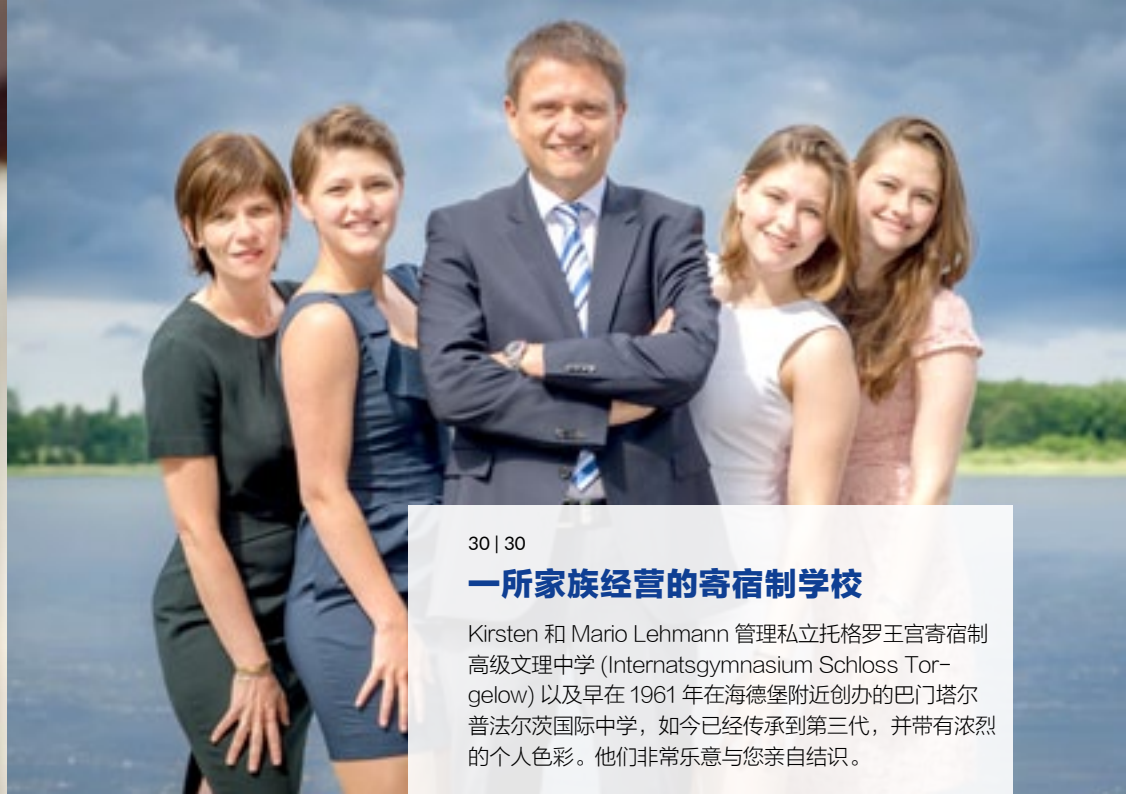 30 | 30
一所家族经营的寄宿制学校
Kirsten 和 Mario Lehmann 管理私立托格罗王宫寄宿制
高级文理中学 (Internatsgymnasium Schloss Tor-
gelow) 以及早在 1961 年在海德堡附近创办的巴门塔尔
普法尔茨国际中学，如今已经传承到第三代，并带有浓烈
的个人色彩。他们非常乐意与您亲自结识。